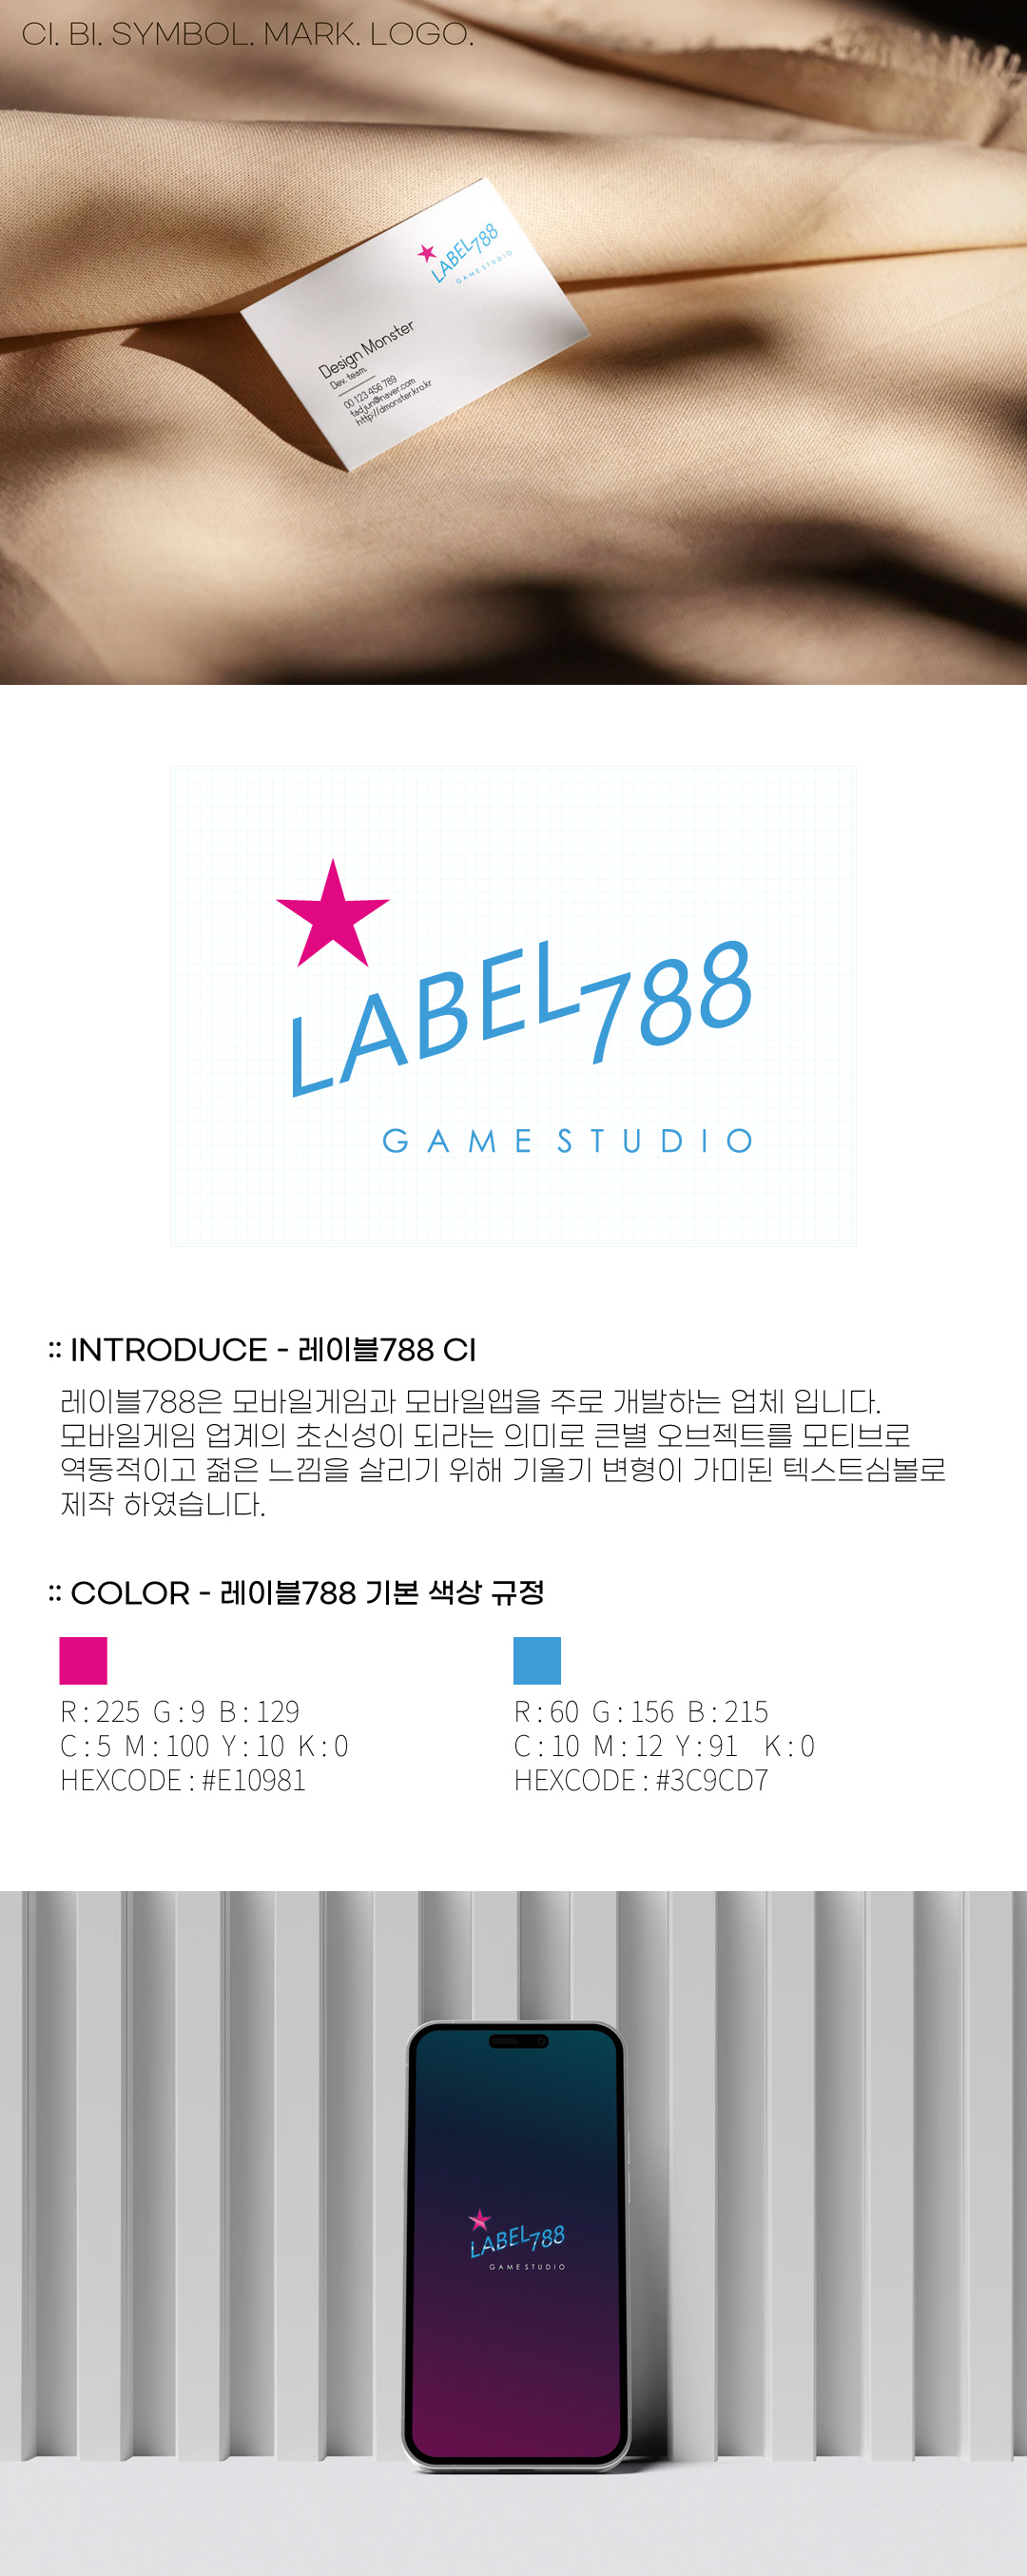 CI. BI. SYMBOL. MARK. LOGO.
LABEL788
GAME STUDIO
Design Monster
Dev. team.
00 123 456 789
tadjun@naver.com
http://dmonster.kro.kr
LABEL788
GAME STUDIO
:: INTRODUCE - 레이블788 CI
레이블788은 모바일게임과 모바일앱을 주로 개발하는 업체 입니다.
모바일게임 업계의 초신성이 되라는 의미로 큰별 오브젝트를 모티브로
역동적이고 젊은 느낌을 살리기 위해 기울기 변형이 가미된 텍스트심볼로
제작 하였습니다.
:: COLOR - 레이블788 기본 색상 규정
R : 225 G : 9 B : 129
C : 5 M : 100 Y : 10 K : 0
HEXCODE : #E10981
R : 60 G : 156 B : 215
C : 10 M : 12 Y : 91 K : 0
HEXCODE : #3C9CD7
LABEL788
GAME STUDIO